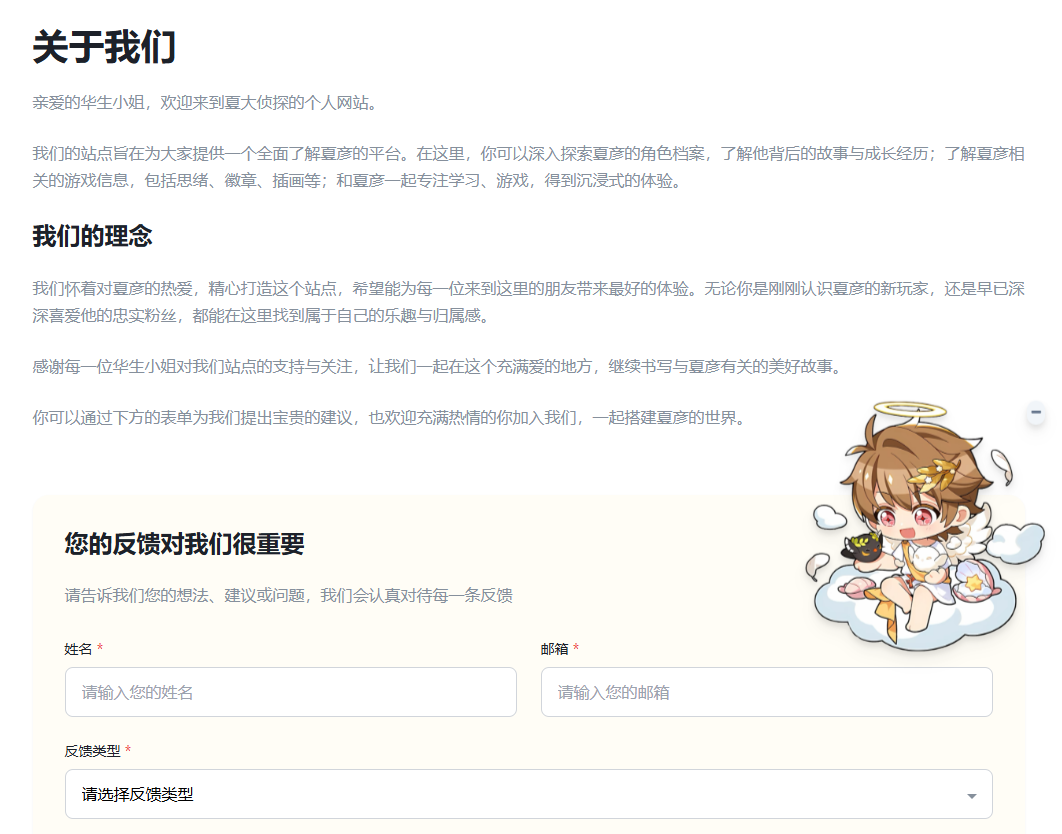 关于我们
亲爱的华生小姐，欢迎来到夏大侦探的个人网站。
我们的站点旨在为大家提供一个全面了解夏彦的平台。在这里，你可以深入探索夏彦的角色档案，了解他背后的故事与成长经历；了解夏彦相
关的游戏信息，包括思绪、徽章、插画等；和夏彦一起专注学习、游戏，得到沉浸式的体验。
我们的理念
我们怀着对夏彦的热爱，精心打造这个站点，希望能为每一位来到这里的朋友带来最好的体验。无论你是刚刚认识夏彦的新玩家，还是早已深
深喜爱他的忠实粉丝，都能在这里找到属于自己的乐趣与归属感。
感谢每一位华生小姐对我们站点的支持与关注，让我们一起在这个充满爱的地方，继续书写与夏彦有关的美好故事。
你可以通过下方的表单为我们提出宝贵的建议，也欢迎充满热情的你加入我们，一起搭建夏彦的世界。
您的反馈对我们很重要
请告诉我们您的想法、建议或问题，我们会认真对待每一条反馈
姓名 *
邮箱 *
请输入您的姓名
请输入您的邮箱
反馈类型 *
请选择反馈类型